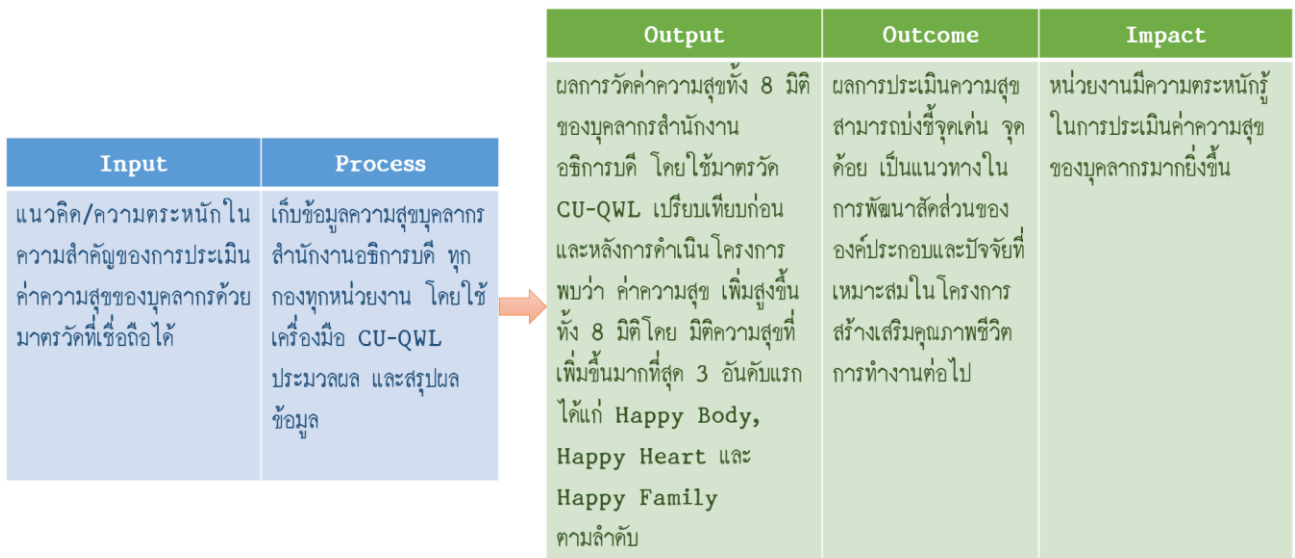 Input
แนวคิด/ความตระหนักใน
ความสำคัญของการประเมิน
ค่าความสุขของบุคลากรด้วย
มาตรวัดที่เชื่อถือได้
Process
เก็บข้อมูลความสุขบุคลากร
สำนักงานอธิการบดี ทุก
กองทุกหน่วยงาน โดยใช้
เครื่องมือ CU-QWL
ประมวลผล และสรุปผล
ข้อมูล
Output
ผลการวัดค่าความสุขทั้ง 8 มิติ
ของบุคลากรสำนักงาน
อธิการบดี โดยใช้มาตรวัด
CU-QWL เปรียบเทียบก่อน
และหลังการดำเนินโครงการ
พบว่า ค่าความสุข เพิ่มสูงขึ้น
ทั้ง 8 มิติโดย มิติความสุขที่
เพิ่มขึ้นมากที่สุด 3 อันดับแรก
ได้แก่ Happy Body,
Happy Heart และ
Happy Family
ตามลำดับ
Outcome
ผลการประเมินความสุข
สามารถบ่งชี้จุดเด่น จุด
ด้อย เป็นแนวทางใน
การพัฒนาสัดส่วนของ
องค์ประกอบและปัจจัยที่
เหมาะสมในโครงการ
สร้างเสริมคุณภาพชีวิต
การทำงานต่อไป
Impact
หน่วยงานมีความตระหนักรู้
ในการประเมินค่าความสุข
ของบุคลากรมากยิ่งขึ้น